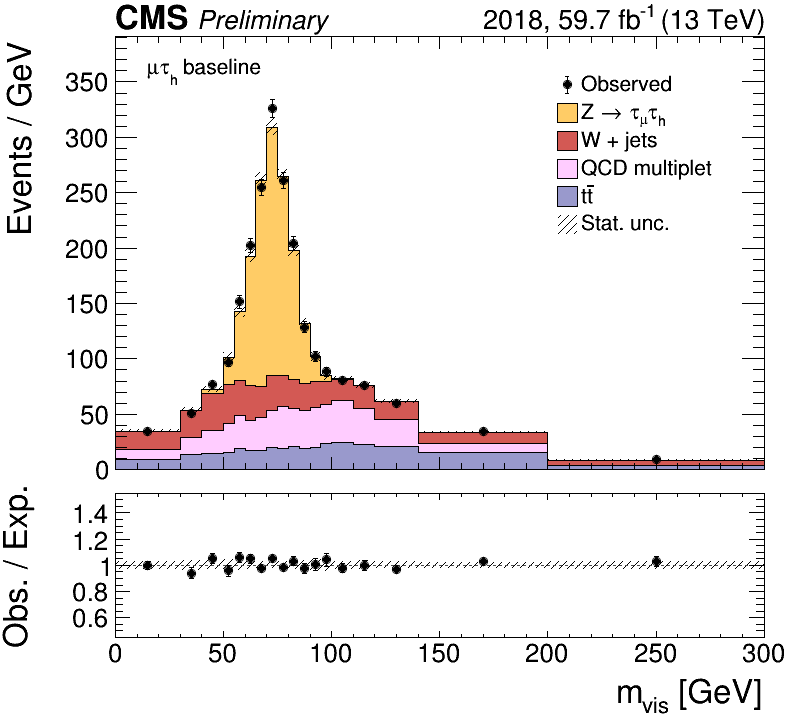 CMS Preliminary 2018, 59.7 fb⁻¹ (13 TeV)
Events / GeV
μτₕ baseline
Observed
Z → τ_μτₕ
W + jets
QCD multiplet
tt̄
Stat. unc.
350
300
250
200
150
100
50
0
Obs. / Exp.
1.4
1.2
1
0.8
0.6
0 50 100 150 200 250 300
m_vis [GeV]